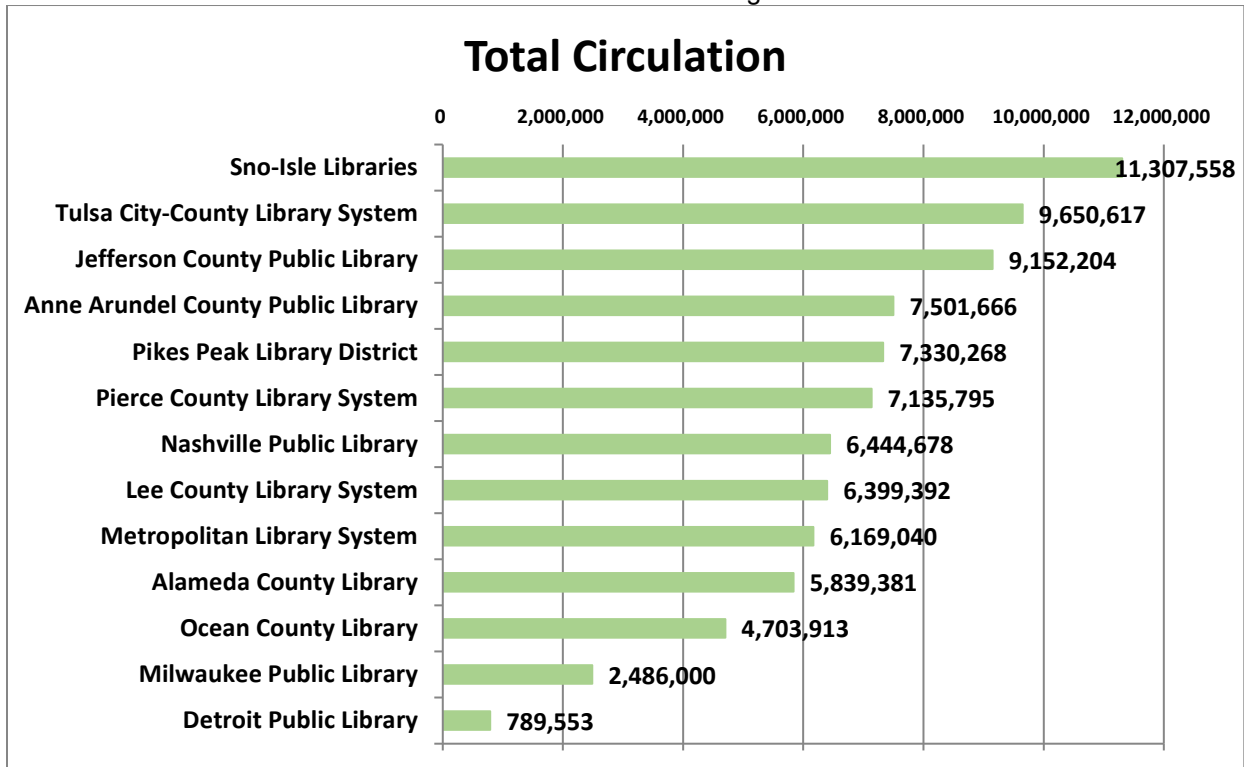 Total Circulation
0 2,000,000 4,000,000 6,000,000 8,000,000 10,000,000 12,000,000
Sno-Isle Libraries 11,307,558
Tulsa City-County Library System 9,650,617
Jefferson County Public Library 9,152,204
Anne Arundel County Public Library 7,501,666
Pikes Peak Library District 7,330,268
Pierce County Library System 7,135,795
Nashville Public Library 6,444,678
Lee County Library System 6,399,392
Metropolitan Library System 6,169,040
Alameda County Library 5,839,381
Ocean County Library 4,703,913
Milwaukee Public Library 2,486,000
Detroit Public Library 789,553